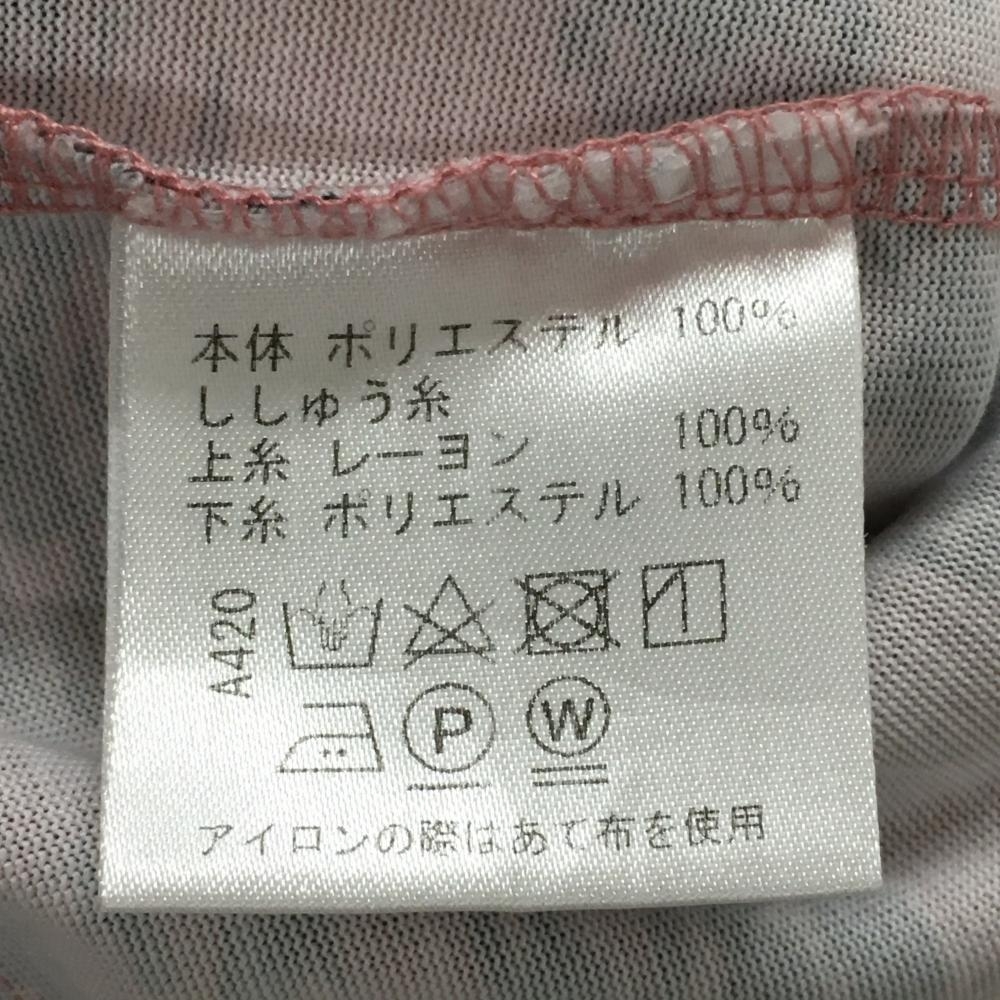 本体 ポリエステル 100%
ししゅう糸
上糸 レーヨン 100%
下糸 ポリエステル 100%
A420
P W
アイロンの際はあて布を使用